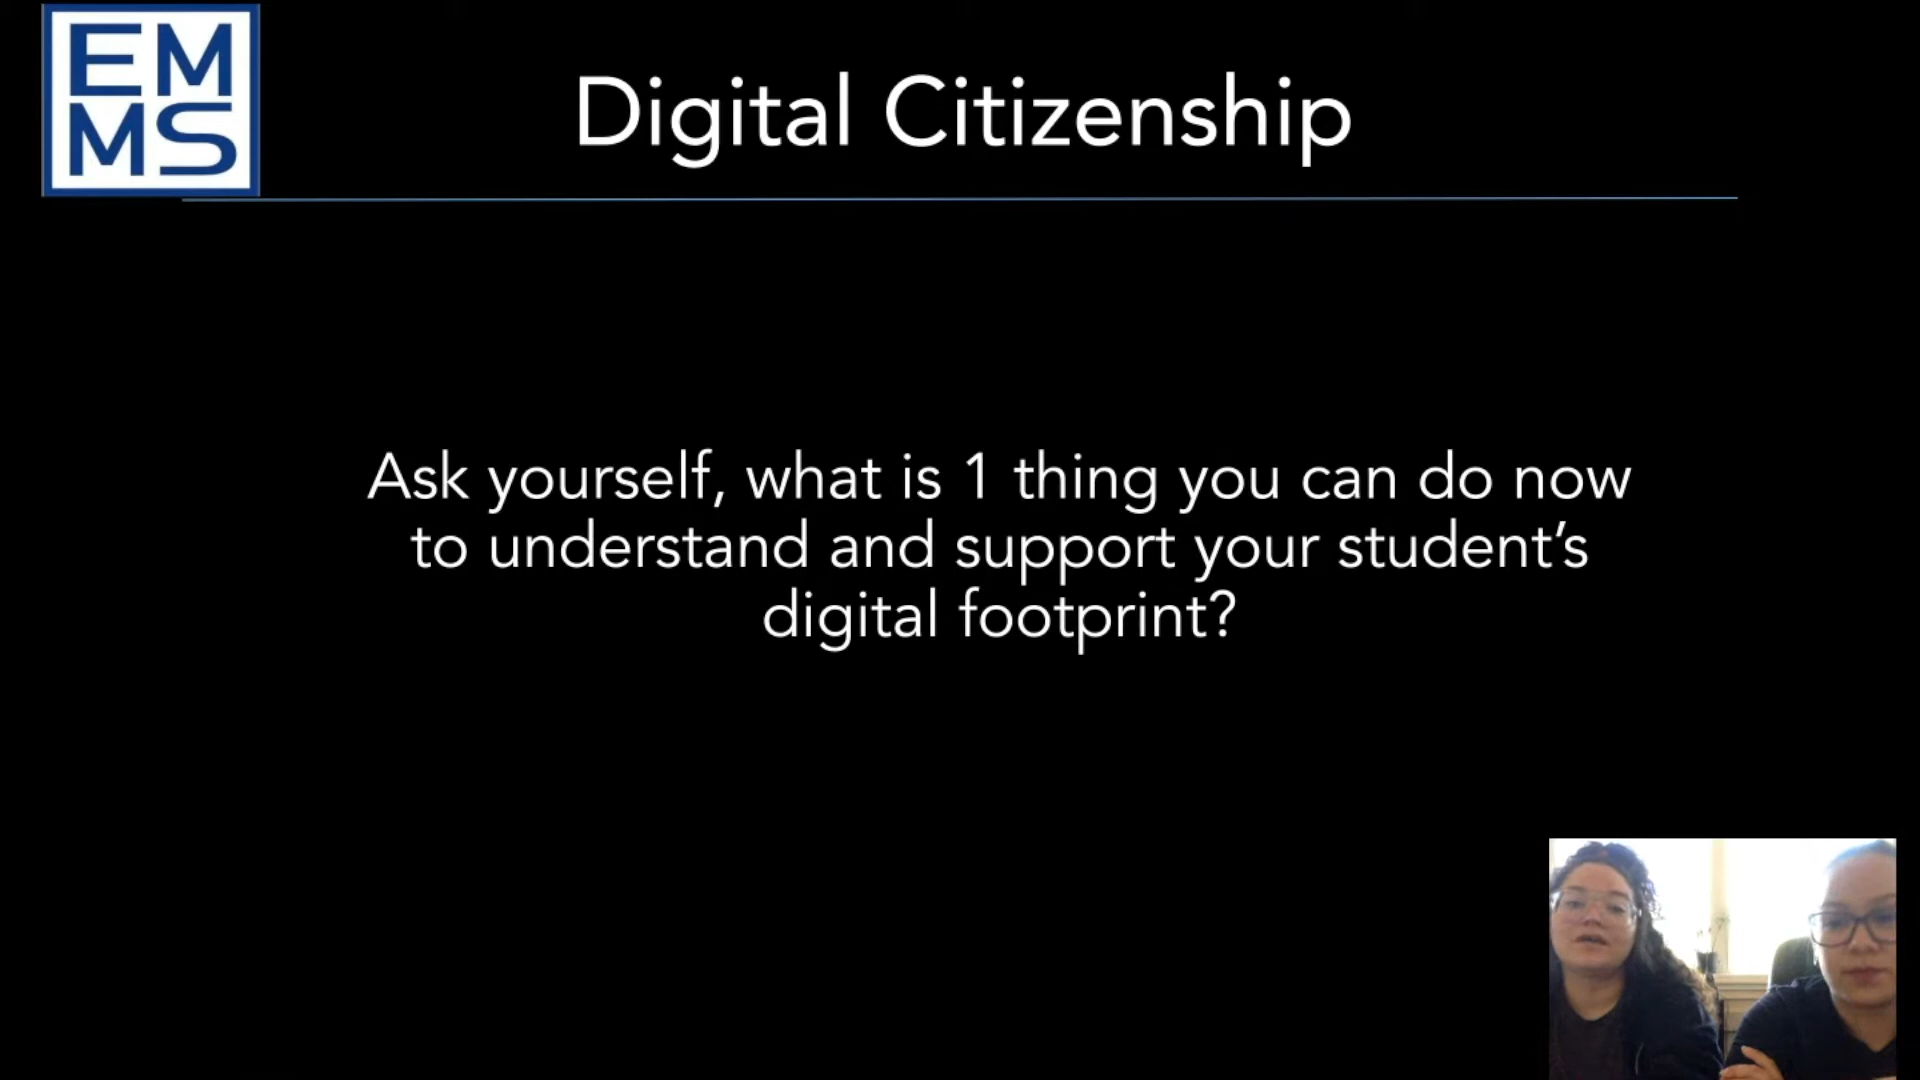 EM
MS
Digital Citizenship
Ask yourself, what is 1 thing you can do now
to understand and support your student’s
digital footprint?